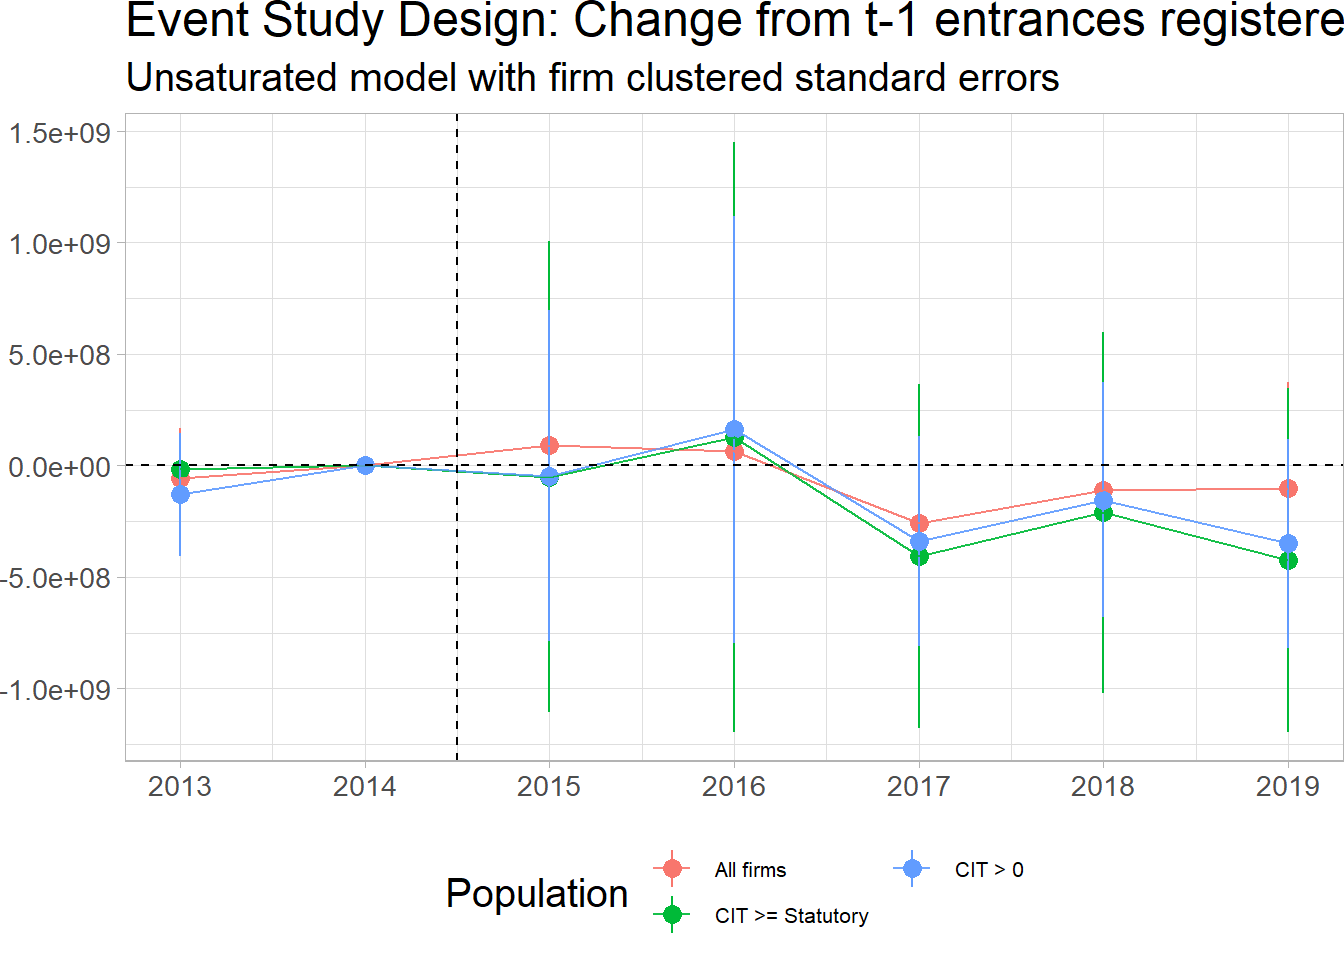 Event Study Design: Change from t-1 entrances registere
Unsaturated model with firm clustered standard errors
1.5e+09
1.0e+09
5.0e+08
0.0e+00
-5.0e+08
-1.0e+09
2013 2014 2015 2016 2017 2018 2019
Population
All firms
CIT > 0
CIT >= Statutory